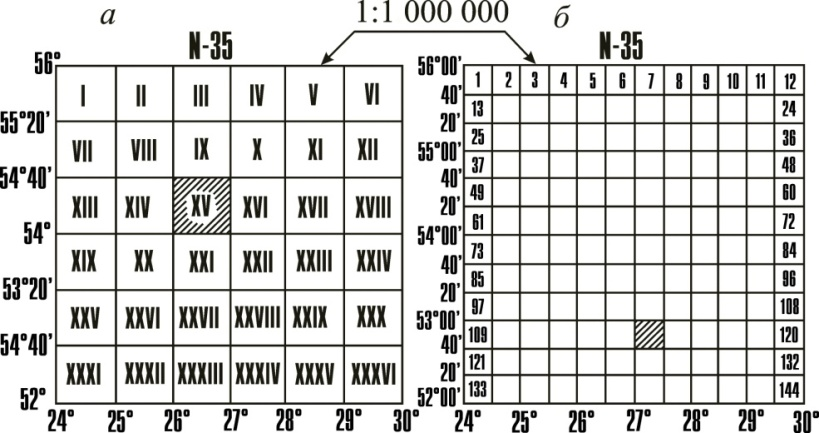 а 1:1 000 000 б
N-35 N-35
56° 56°00'
I II III IV V VI 1 2 3 4 5 6 7 8 9 10 11 12
40'
55°20' 13 24
20'
VII VIII IX X XI XII 25 36
55°00'
37 48
54°40' 40'
49 60
XIII XIV XV XVI XVII XVIII 20'
61 72
54° 54°00'
73 84
XIX XX XXI XXII XXIII XXIV 40'
85 96
53°20' 20'
97 108
XXV XXVI XXVII XXVIII XXIX XXX 53°00'
109 120
54°40' 40'
121 132
XXXI XXXII XXXIII XXXIV XXXV XXXVI 20'
133 144
52° 52°00'
24° 25° 26° 27° 28° 29° 30° 24° 25° 26° 27° 28° 29° 30°